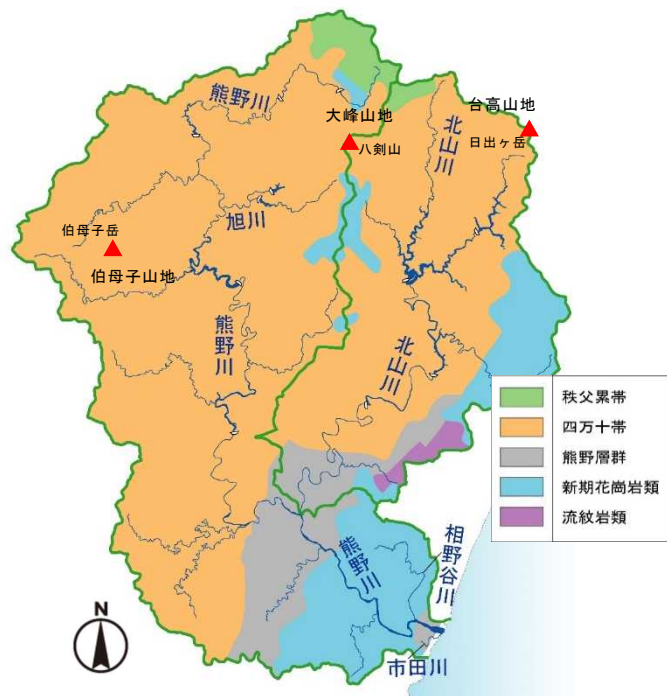 熊野川
大峰山地
八剣山
北山川
台高山地
日出ヶ岳
伯母子岳
伯母子山地
旭川
熊野川
北山川
秩父累帯
四万十帯
熊野層群
新期花崗岩類
流紋岩類
熊野川
相野谷川
市田川
N